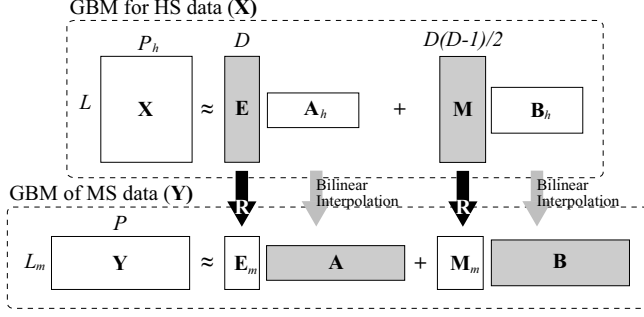 GBM for HS data (X)
P_h D D(D-1)/2
L X ≈ E A_h + M B_h
R Bilinear Interpolation R Bilinear Interpolation
GBM of MS data (Y)
P
L_m Y ≈ E_m A + M_m B